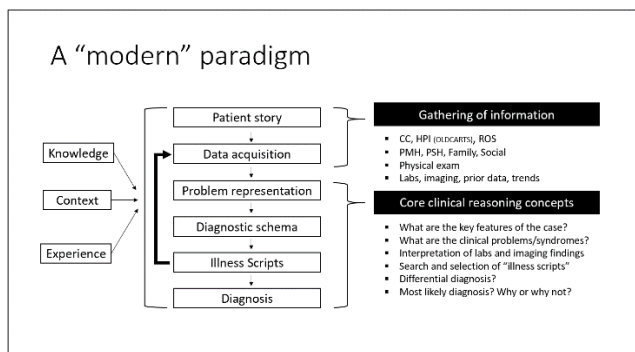 A “modern” paradigm
Knowledge
Context
Experience
Patient story
Data acquisition
Problem representation
Diagnostic schema
Illness Scripts
Diagnosis
Gathering of information
▪ CC, HPI (OLDCARTS), ROS
▪ PMH, PSH, Family, Social
▪ Physical exam
▪ Labs, imaging, prior data, trends
Core clinical reasoning concepts
▪ What are the key features of the case?
▪ What are the clinical problems/syndromes?
▪ Interpretation of labs and imaging findings
▪ Search and selection of “illness scripts”
▪ Differential diagnosis?
▪ Most likely diagnosis? Why or why not?